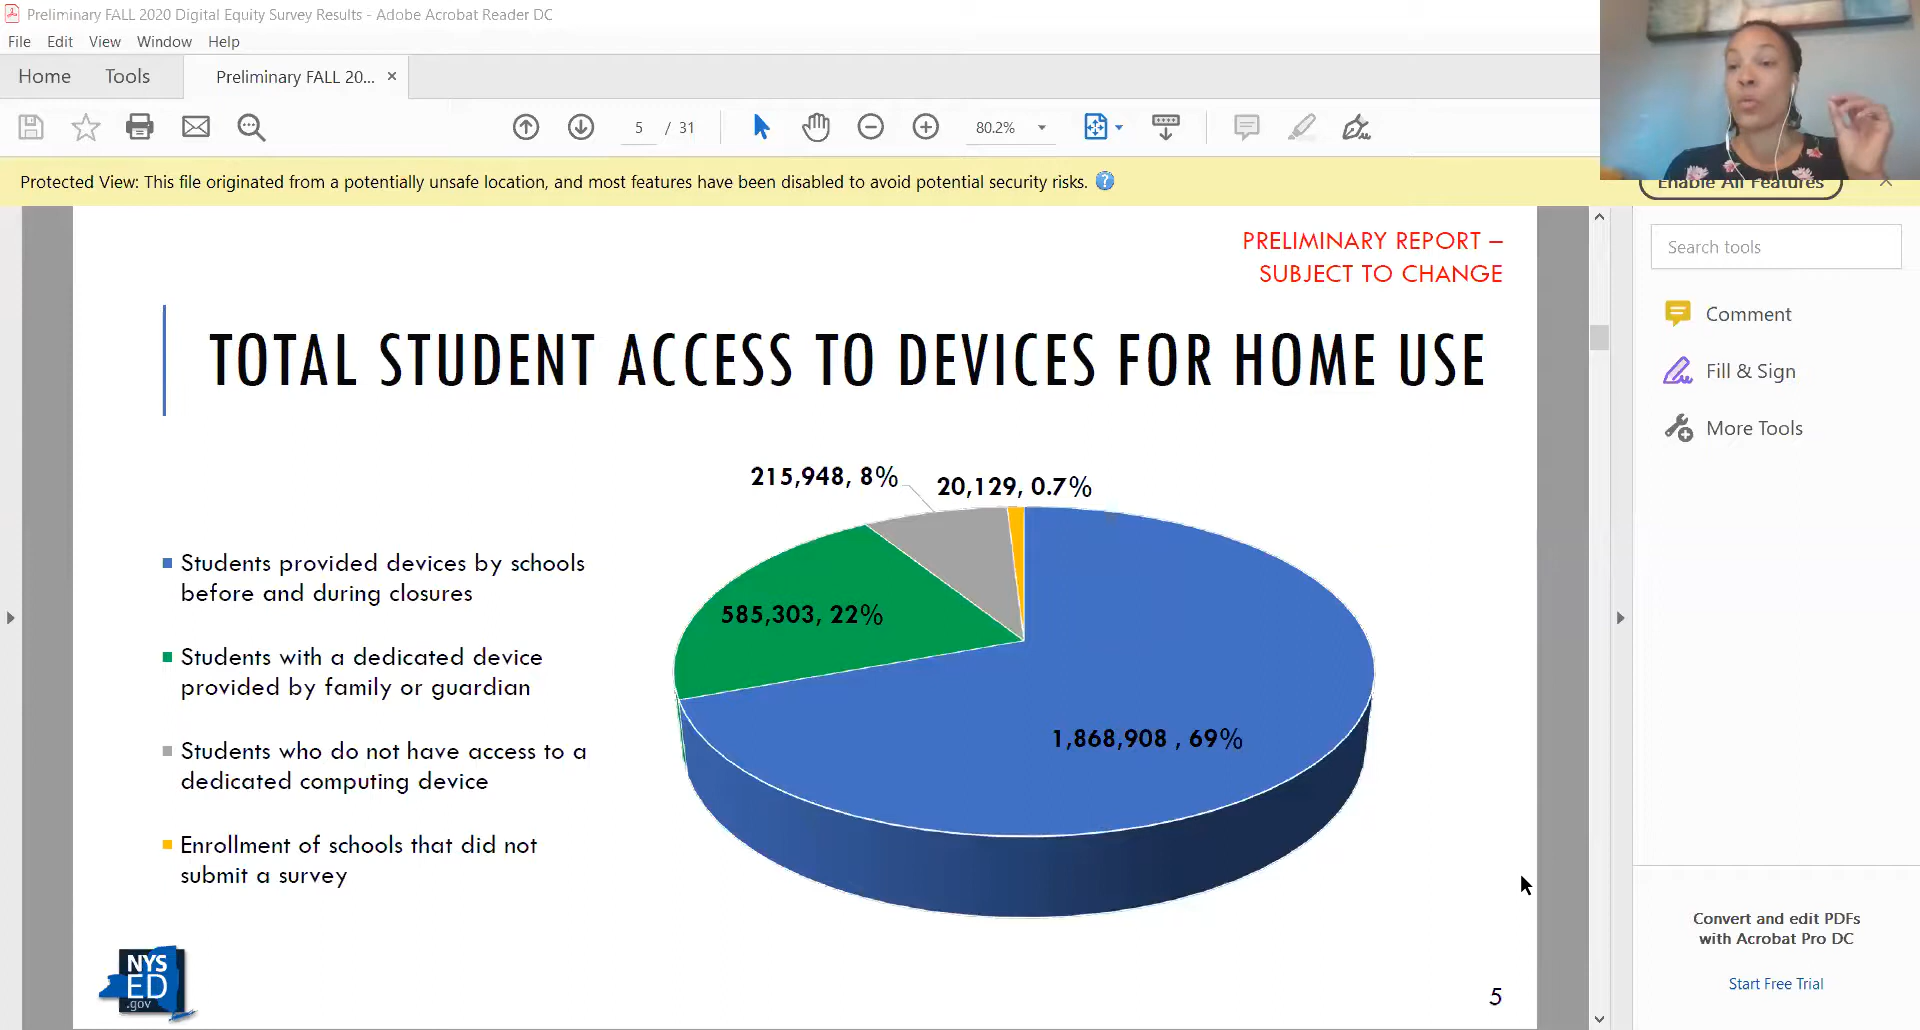 Preliminary FALL 2020 Digital Equity Survey Results - Adobe Acrobat Reader DC
File Edit View Window Help
Home Tools Preliminary FALL 20... ×
5 / 31 80.2%
Protected View: This file originated from a potentially unsafe location, and most features have been disabled to avoid potential security risks. ?
Enable All Features
PRELIMINARY REPORT –
SUBJECT TO CHANGE
TOTAL STUDENT ACCESS TO DEVICES FOR HOME USE
215,948, 8%
20,129, 0.7%
585,303, 22%
1,868,908 , 69%
Students provided devices by schools
before and during closures
Students with a dedicated device
provided by family or guardian
Students who do not have access to a
dedicated computing device
Enrollment of schools that did not
submit a survey
NYS
ED
.gov
5
Search tools
Comment
Fill & Sign
More Tools
Convert and edit PDFs
with Acrobat Pro DC
Start Free Trial